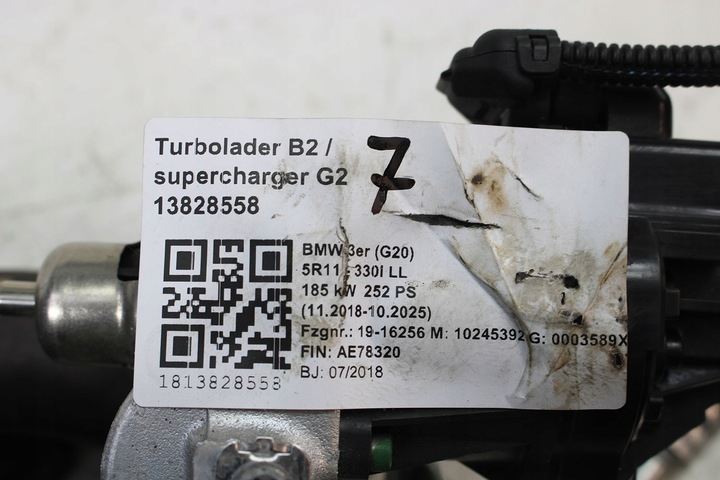 Turbolader B2 /
supercharger G2
13828558
7
BMW 3er (G20)
5R11 - 330i LL
185 kW 252 PS
(11.2018-10.2025)
Fzgnr.: 19-16256 M: 10245392 G: 0003589X
FIN: AE78320
BJ: 07/2018
1813828558